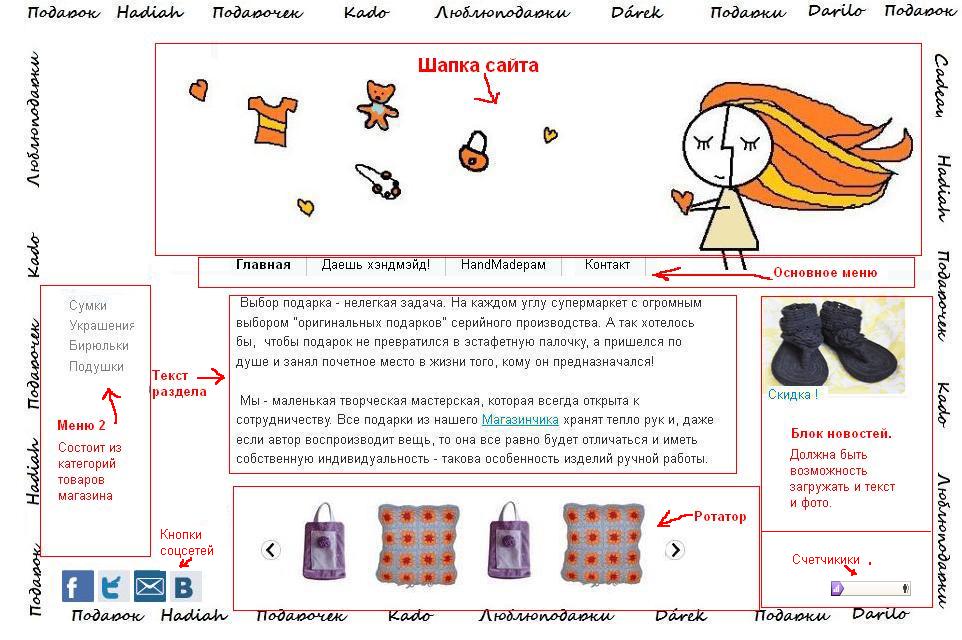 Подарок Hadiah Подарочек Kado Люблюподарки Dárek Подарки Darilo Подарок
Люблюподарки
Kado
Подарочек
Hadiah
Подарок
Cadeau
Hadiah
Подарок
Kado
Люблюподарки
Шапка сайта
Главная Даешь хэндмэйд! HandMadeрам Контакт
Основное меню
Сумки
Украшения
Бирюльки
Подушки
Меню 2
Состоит из
категорий
товаров
магазина
Текст
раздела
Выбор подарка - нелегкая задача. На каждом углу супермаркет с огромным
выбором "оригинальных подарков" серийного производства. А так хотелось
бы, чтобы подарок не превратился в эстафетную палочку, а пришелся по
душе и занял почетное место в жизни того, кому он предназначался!
Мы - маленькая творческая мастерская, которая всегда открыта к
сотрудничеству. Все подарки из нашего Магазинчика хранят тепло рук и, даже
если автор воспроизводит вещь, то она все равно будет отличаться и иметь
собственную индивидуальность - такова особенность изделий ручной работы.
Скидка !
Блок новостей.
Должна быть
возможность
загружать и текст
и фото.
Ротатор
Кнопки
соцсетей
f t B
Счетчикики .
Подарок Hadiah Подарочек Kado Люблюподарки Dárek Подарки Darilo